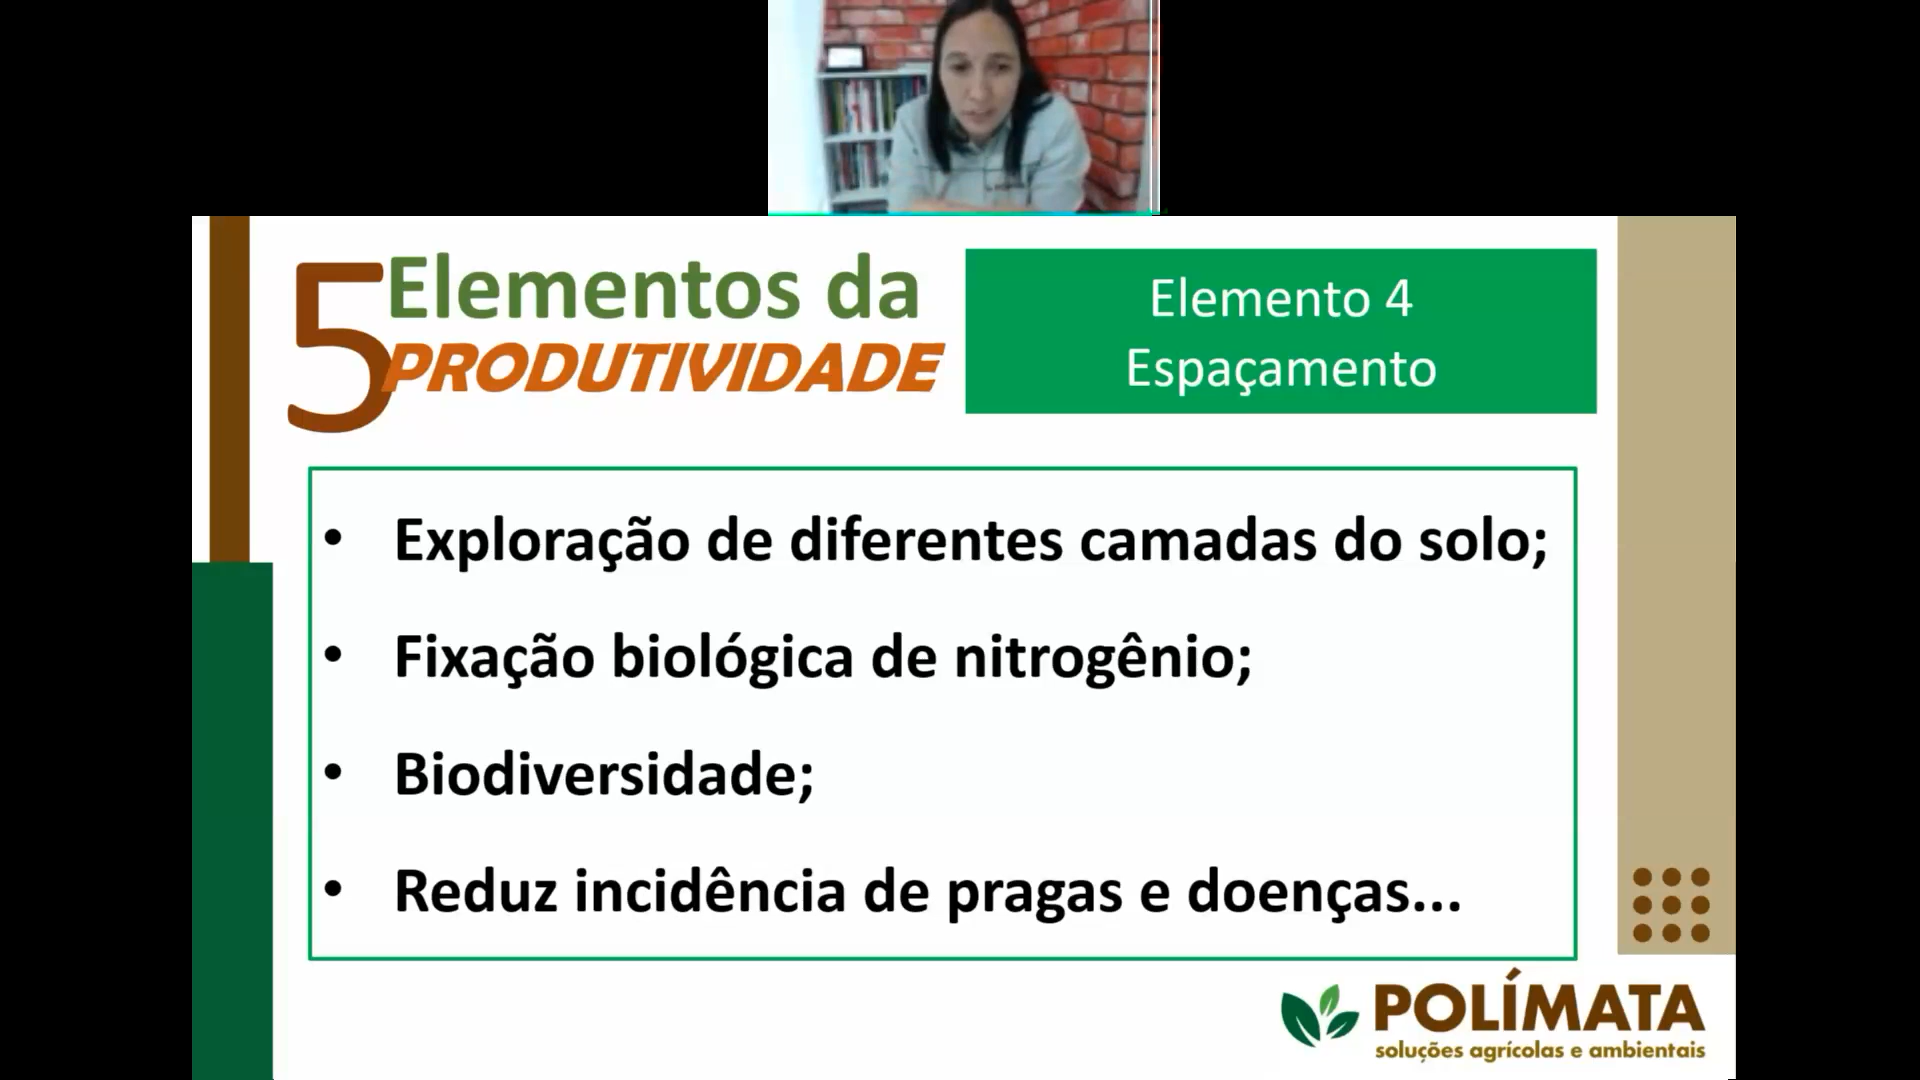 5 Elementos da
PRODUTIVIDADE
Elemento 4
Espaçamento
• Exploração de diferentes camadas do solo;
• Fixação biológica de nitrogênio;
• Biodiversidade;
• Reduz incidência de pragas e doenças...
POLÍMATA
soluções agrícolas e ambientais